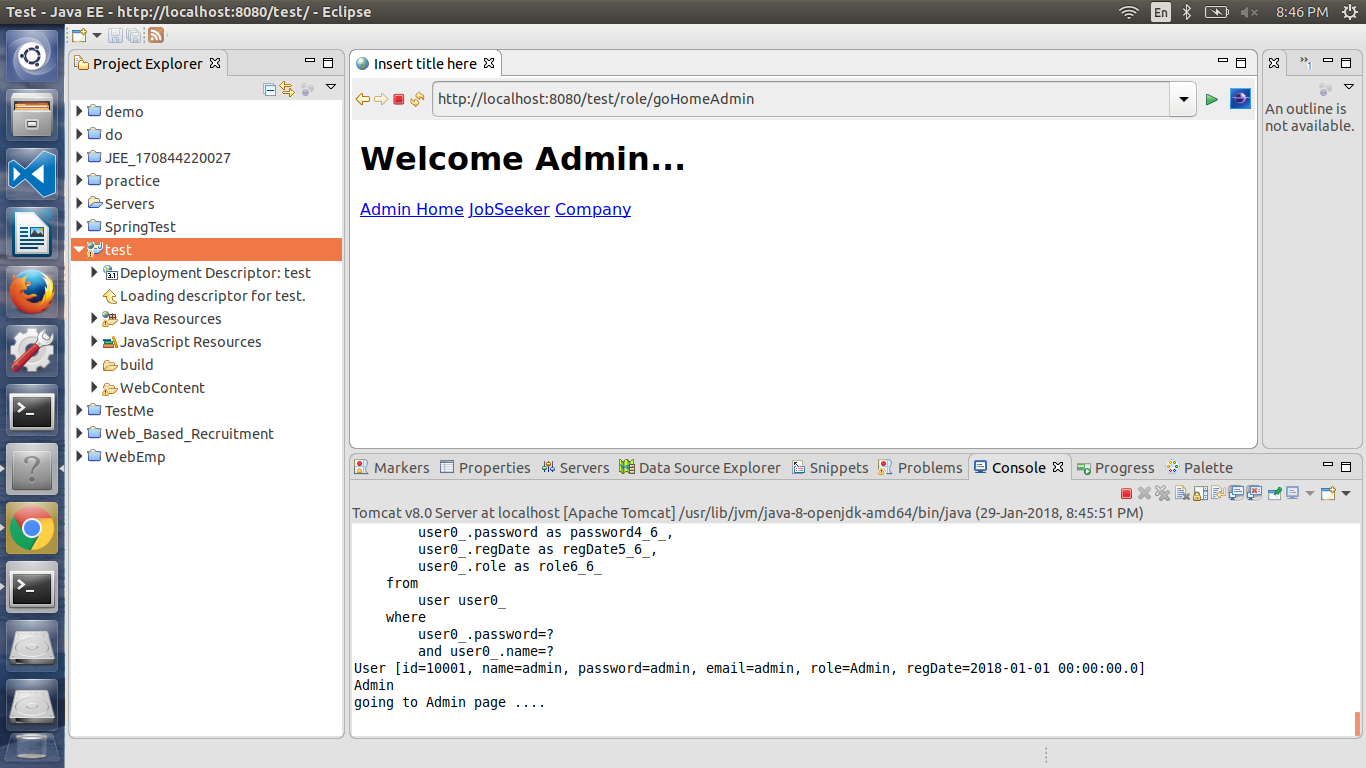 Test - Java EE - http://localhost:8080/test/ - Eclipse
En
8:46 PM
Project Explorer
demo
do
JEE_170844220027
practice
Servers
SpringTest
test
Deployment Descriptor: test
Loading descriptor for test.
Java Resources
JavaScript Resources
build
WebContent
TestMe
Web_Based_Recruitment
WebEmp
Insert title here
http://localhost:8080/test/role/goHomeAdmin
Welcome Admin...
Admin Home JobSeeker Company
An outline is
not available.
Markers Properties Servers Data Source Explorer Snippets Problems Console Progress Palette
Tomcat v8.0 Server at localhost [Apache Tomcat] /usr/lib/jvm/java-8-openjdk-amd64/bin/java (29-Jan-2018, 8:45:51 PM)
user0_.password as password4_6_,
user0_.regDate as regDate5_6_,
user0_.role as role6_6_
from
user user0_
where
user0_.password=?
and user0_.name=?
User [id=10001, name=admin, password=admin, email=admin, role=Admin, regDate=2018-01-01 00:00:00.0]
Admin
going to Admin page ....